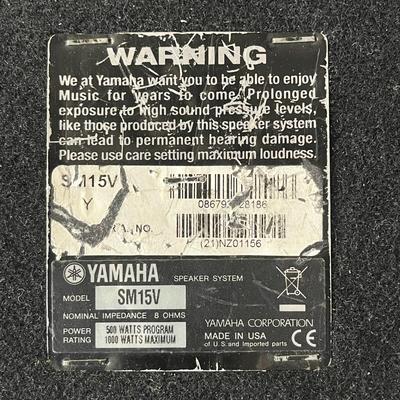 WARNING
We at Yamaha want you to be able to enjoy
Music for years to come. Prolonged
exposure to high sound pressure levels,
like those produced by this speaker system
can lead to permanent hearing damage.
Please use care setting maximum loudness.
SM15V
Y
NO.
(21)NZ01156
YAMAHA SPEAKER SYSTEM
MODEL SM15V
NOMINAL IMPEDANCE 8 OHMS
POWER RATING 500 WATTS PROGRAM
1000 WATTS MAXIMUM
YAMAHA CORPORATION
MADE IN USA
of U.S. and Imported parts
CE